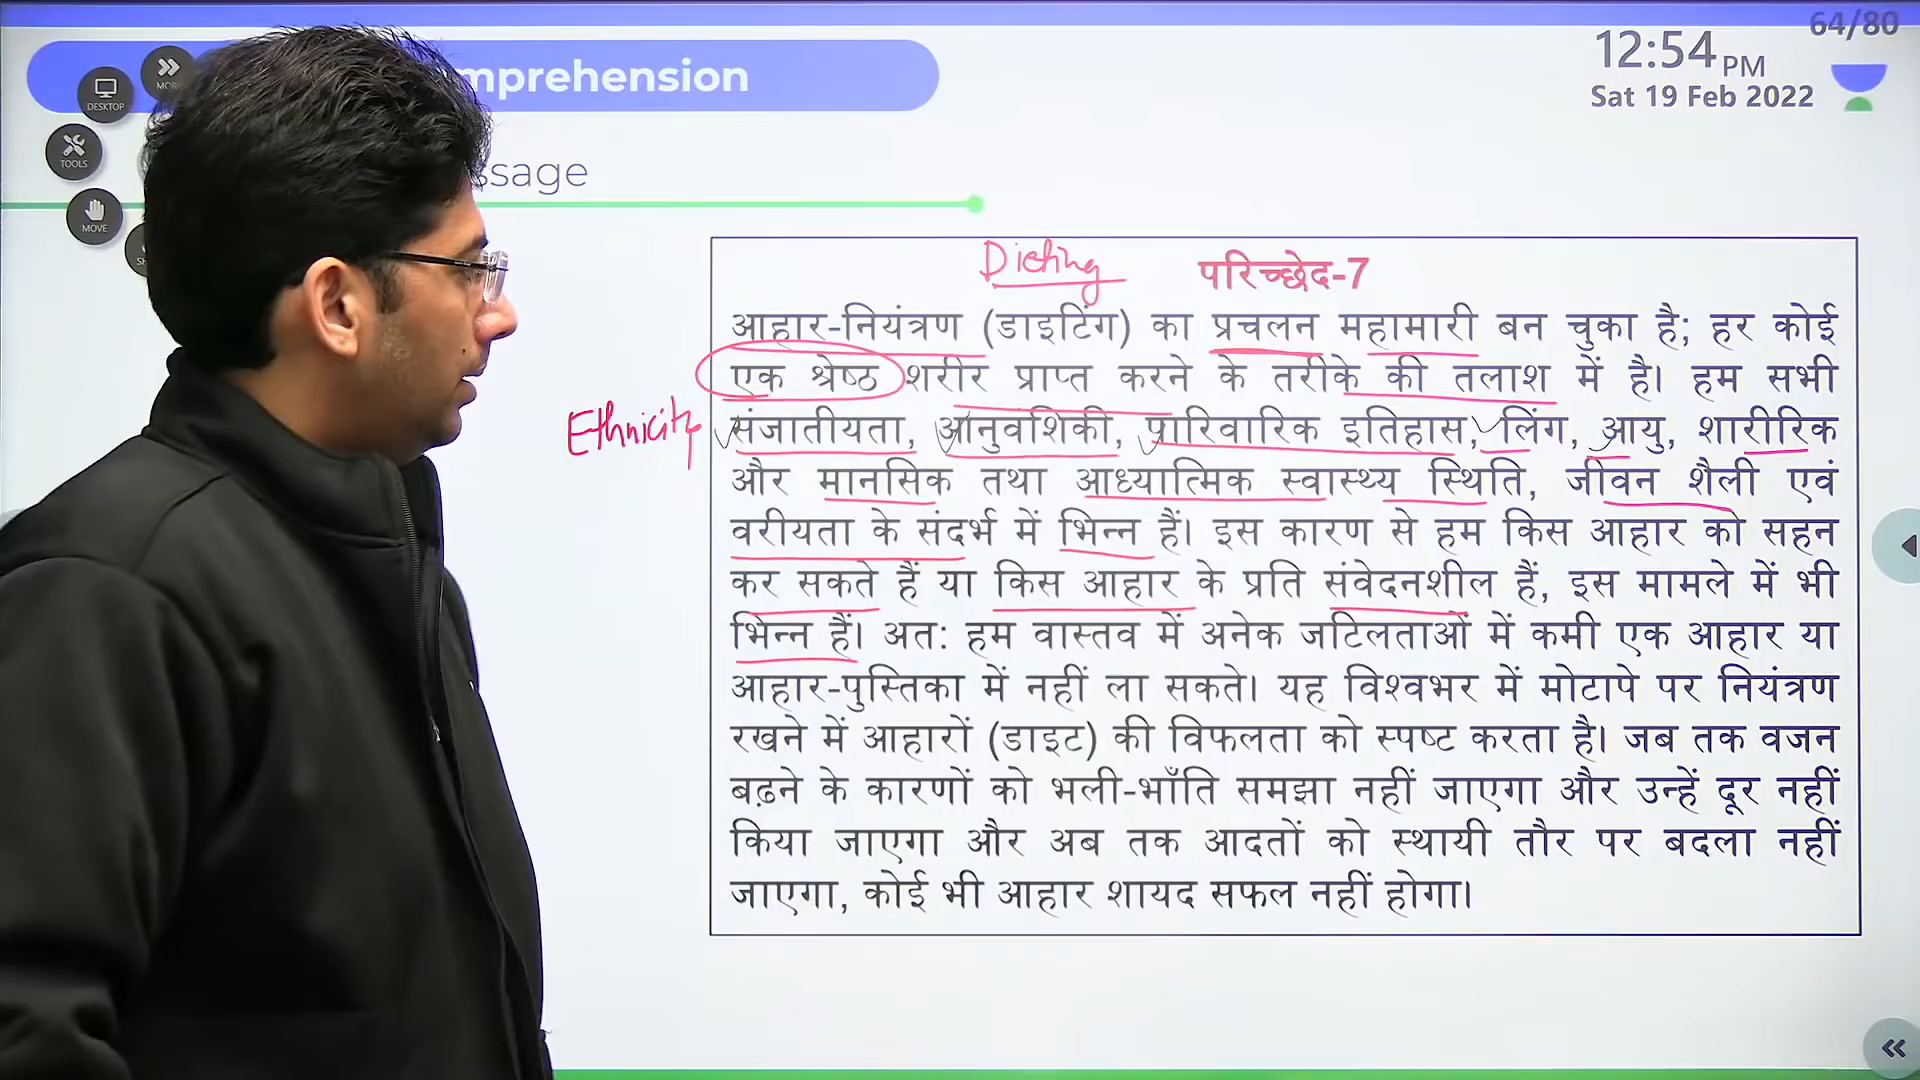 64/80
12:54 PM
Sat 19 Feb 2022
mprehension
DESKTOP
TOOLS
MOVE
ssage
Dieting
परिच्छेद-7
आहार-नियंत्रण (डाइटिंग) का प्रचलन महामारी बन चुका है; हर कोई
एक श्रेष्ठ शरीर प्राप्त करने के तरीके की तलाश में है। हम सभी
Ethnicity
संजातीयता, आनुवंशिकी, पारिवारिक इतिहास, लिंग, आयु, शारीरिक
और मानसिक तथा आध्यात्मिक स्वास्थ्य स्थिति, जीवन शैली एवं
वरीयता के संदर्भ में भिन्न हैं। इस कारण से हम किस आहार को सहन
कर सकते हैं या किस आहार के प्रति संवेदनशील हैं, इस मामले में भी
भिन्न हैं। अत: हम वास्तव में अनेक जटिलताओं में कमी एक आहार या
आहार-पुस्तिका में नहीं ला सकते। यह विश्वभर में मोटापे पर नियंत्रण
रखने में आहारों (डाइट) की विफलता को स्पष्ट करता है। जब तक वजन
बढ़ने के कारणों को भली-भाँति समझा नहीं जाएगा और उन्हें दूर नहीं
किया जाएगा और अब तक आदतों को स्थायी तौर पर बदला नहीं
जाएगा, कोई भी आहार शायद सफल नहीं होगा।